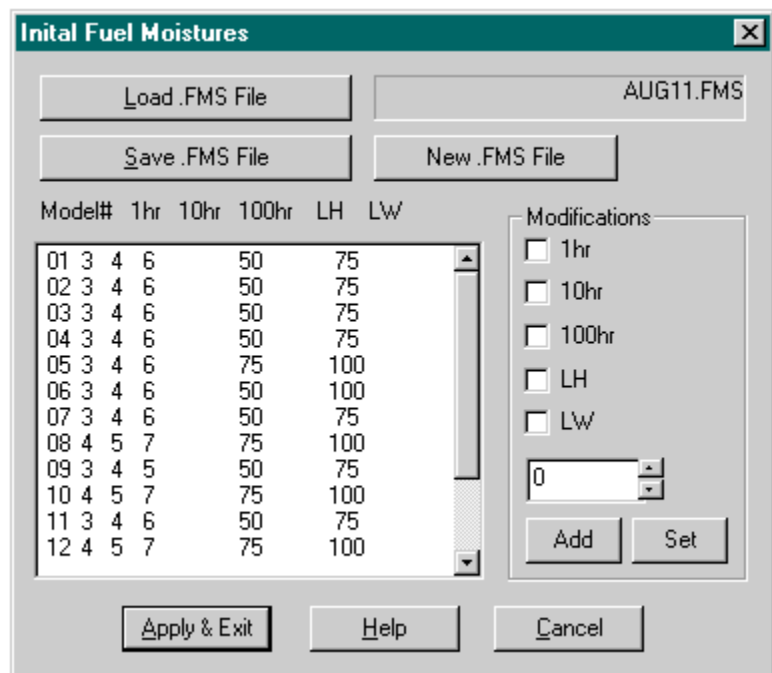 Inital Fuel Moistures
Load .FMS File
AUG11.FMS
Save .FMS File
New .FMS File
Model# 1hr 10hr 100hr LH LW
01 3 4 6 50 75
02 3 4 6 50 75
03 3 4 6 50 75
04 3 4 6 50 75
05 3 4 6 75 100
06 3 4 6 50 100
07 3 4 6 50 75
08 4 5 7 75 100
09 3 4 5 50 75
10 4 5 7 75 100
11 3 4 6 50 75
12 4 5 7 75 100
Modifications
1hr
10hr
100hr
LH
LW
0
Add Set
Apply & Exit
Help
Cancel